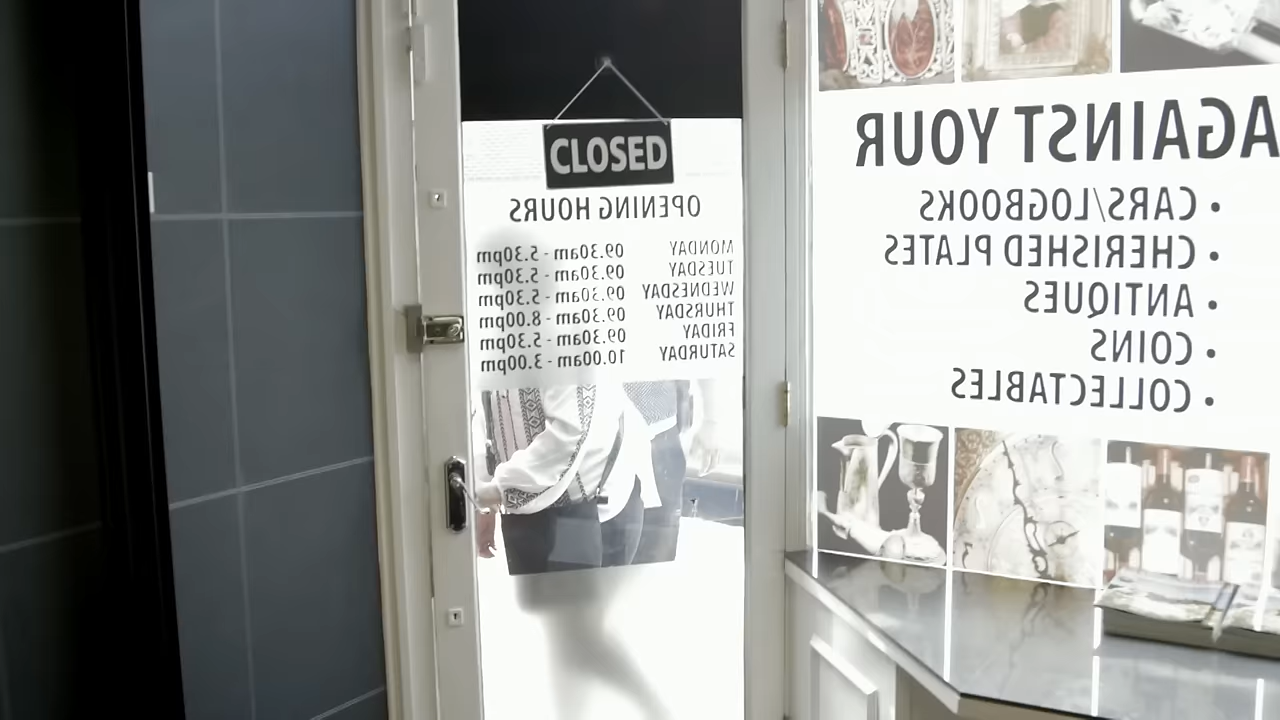 CLOSED
OPENING HOURS
MONDAY 09.30am - 5.30pm
TUESDAY 09.30am - 5.30pm
WEDNESDAY 09.30am - 5.30pm
THURSDAY 09.30am - 8.00pm
FRIDAY 09.30am - 5.30pm
SATURDAY 10.00am - 3.00pm
AGAINST YOUR
• CARS/LOGBOOKS
• CHERISHED PLATES
• ANTIQUES
• COINS
• COLLECTABLES